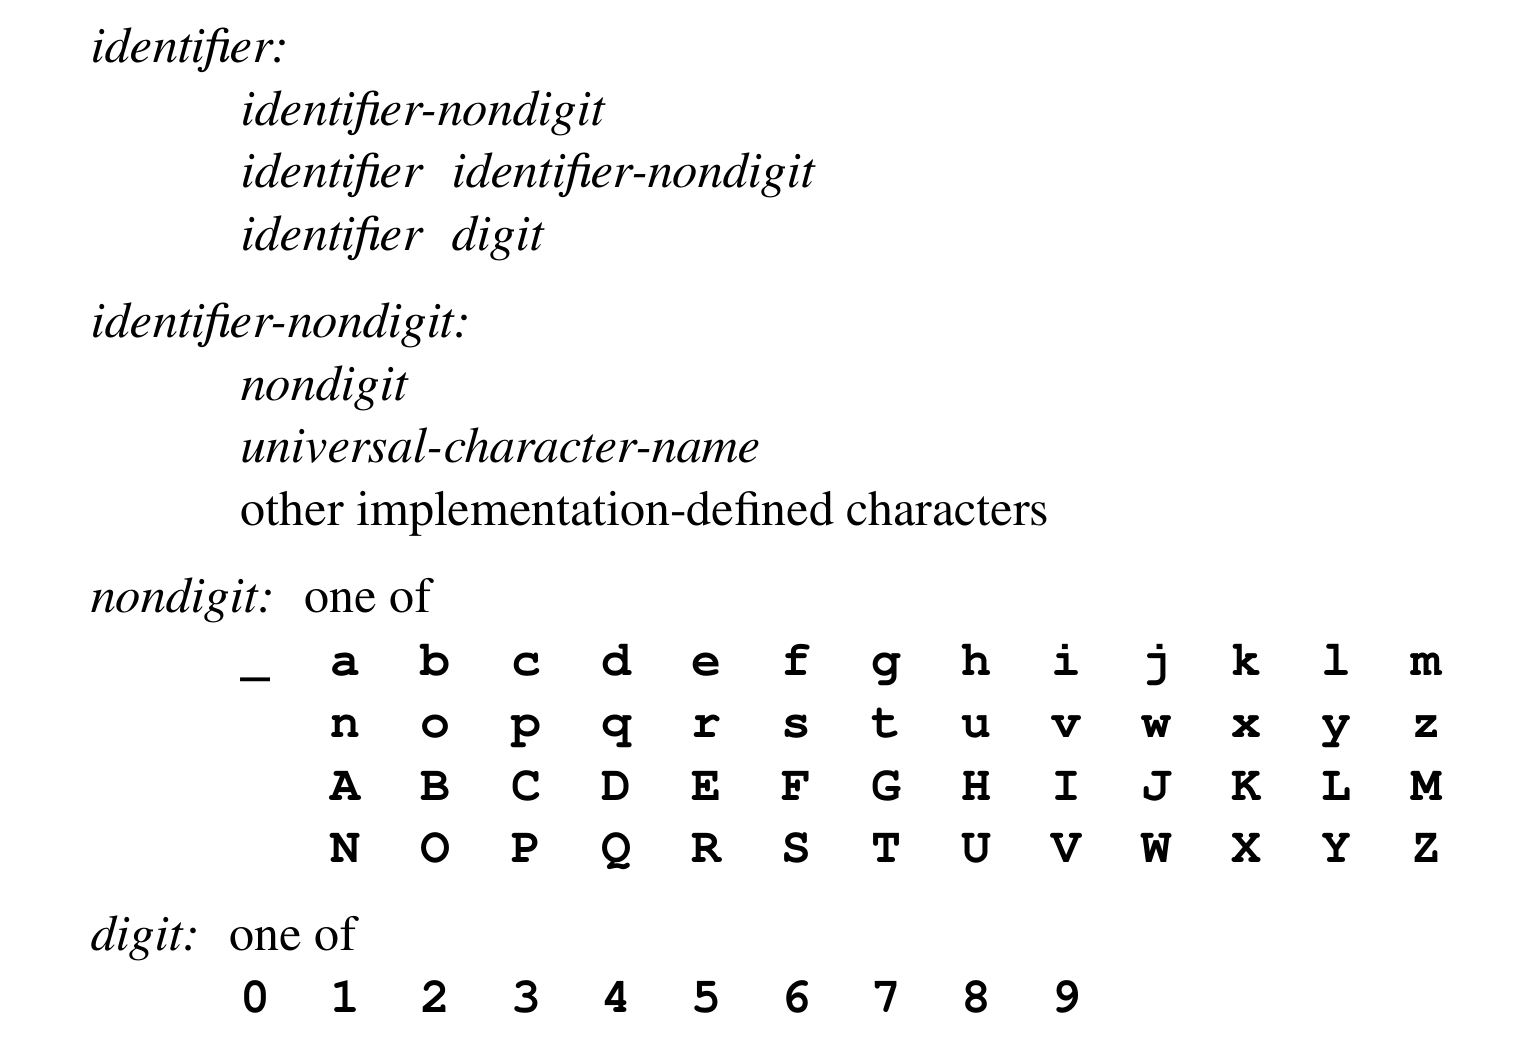 identifier:
identifier-nondigit
identifier identifier-nondigit
identifier digit
identifier-nondigit:
nondigit
universal-character-name
other implementation-defined characters
nondigit: one of
_ a b c d e f g h i j k l m
n o p q r s t u v w x y z
A B C D E F G H I J K L M
N O P Q R S T U V W X Y Z
digit: one of
0 1 2 3 4 5 6 7 8 9